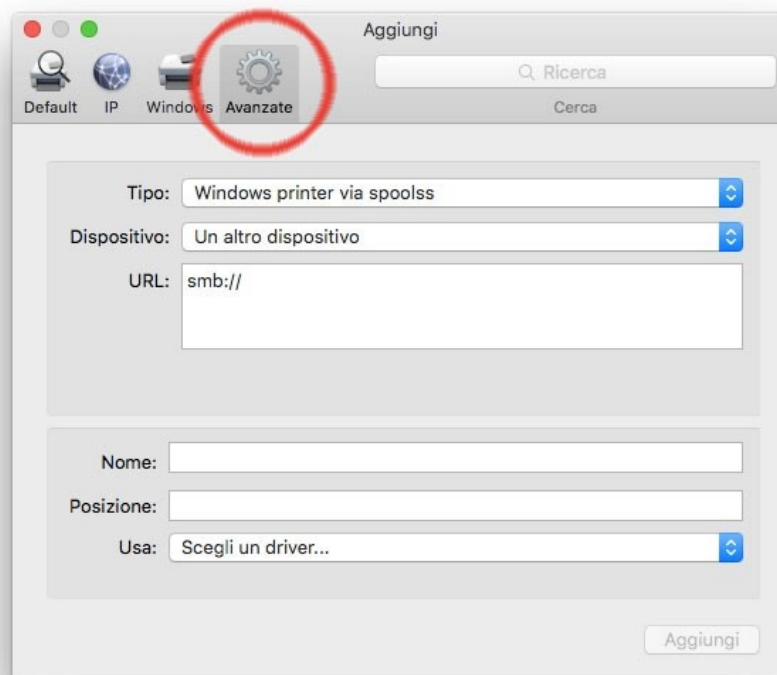 Aggiungi
Ricerca
Default IP Windows Avanzate Cerca
Tipo: Windows printer via spoolss
Dispositivo: Un altro dispositivo
URL: smb://
Nome:
Posizione:
Usa: Scegli un driver...
Aggiungi